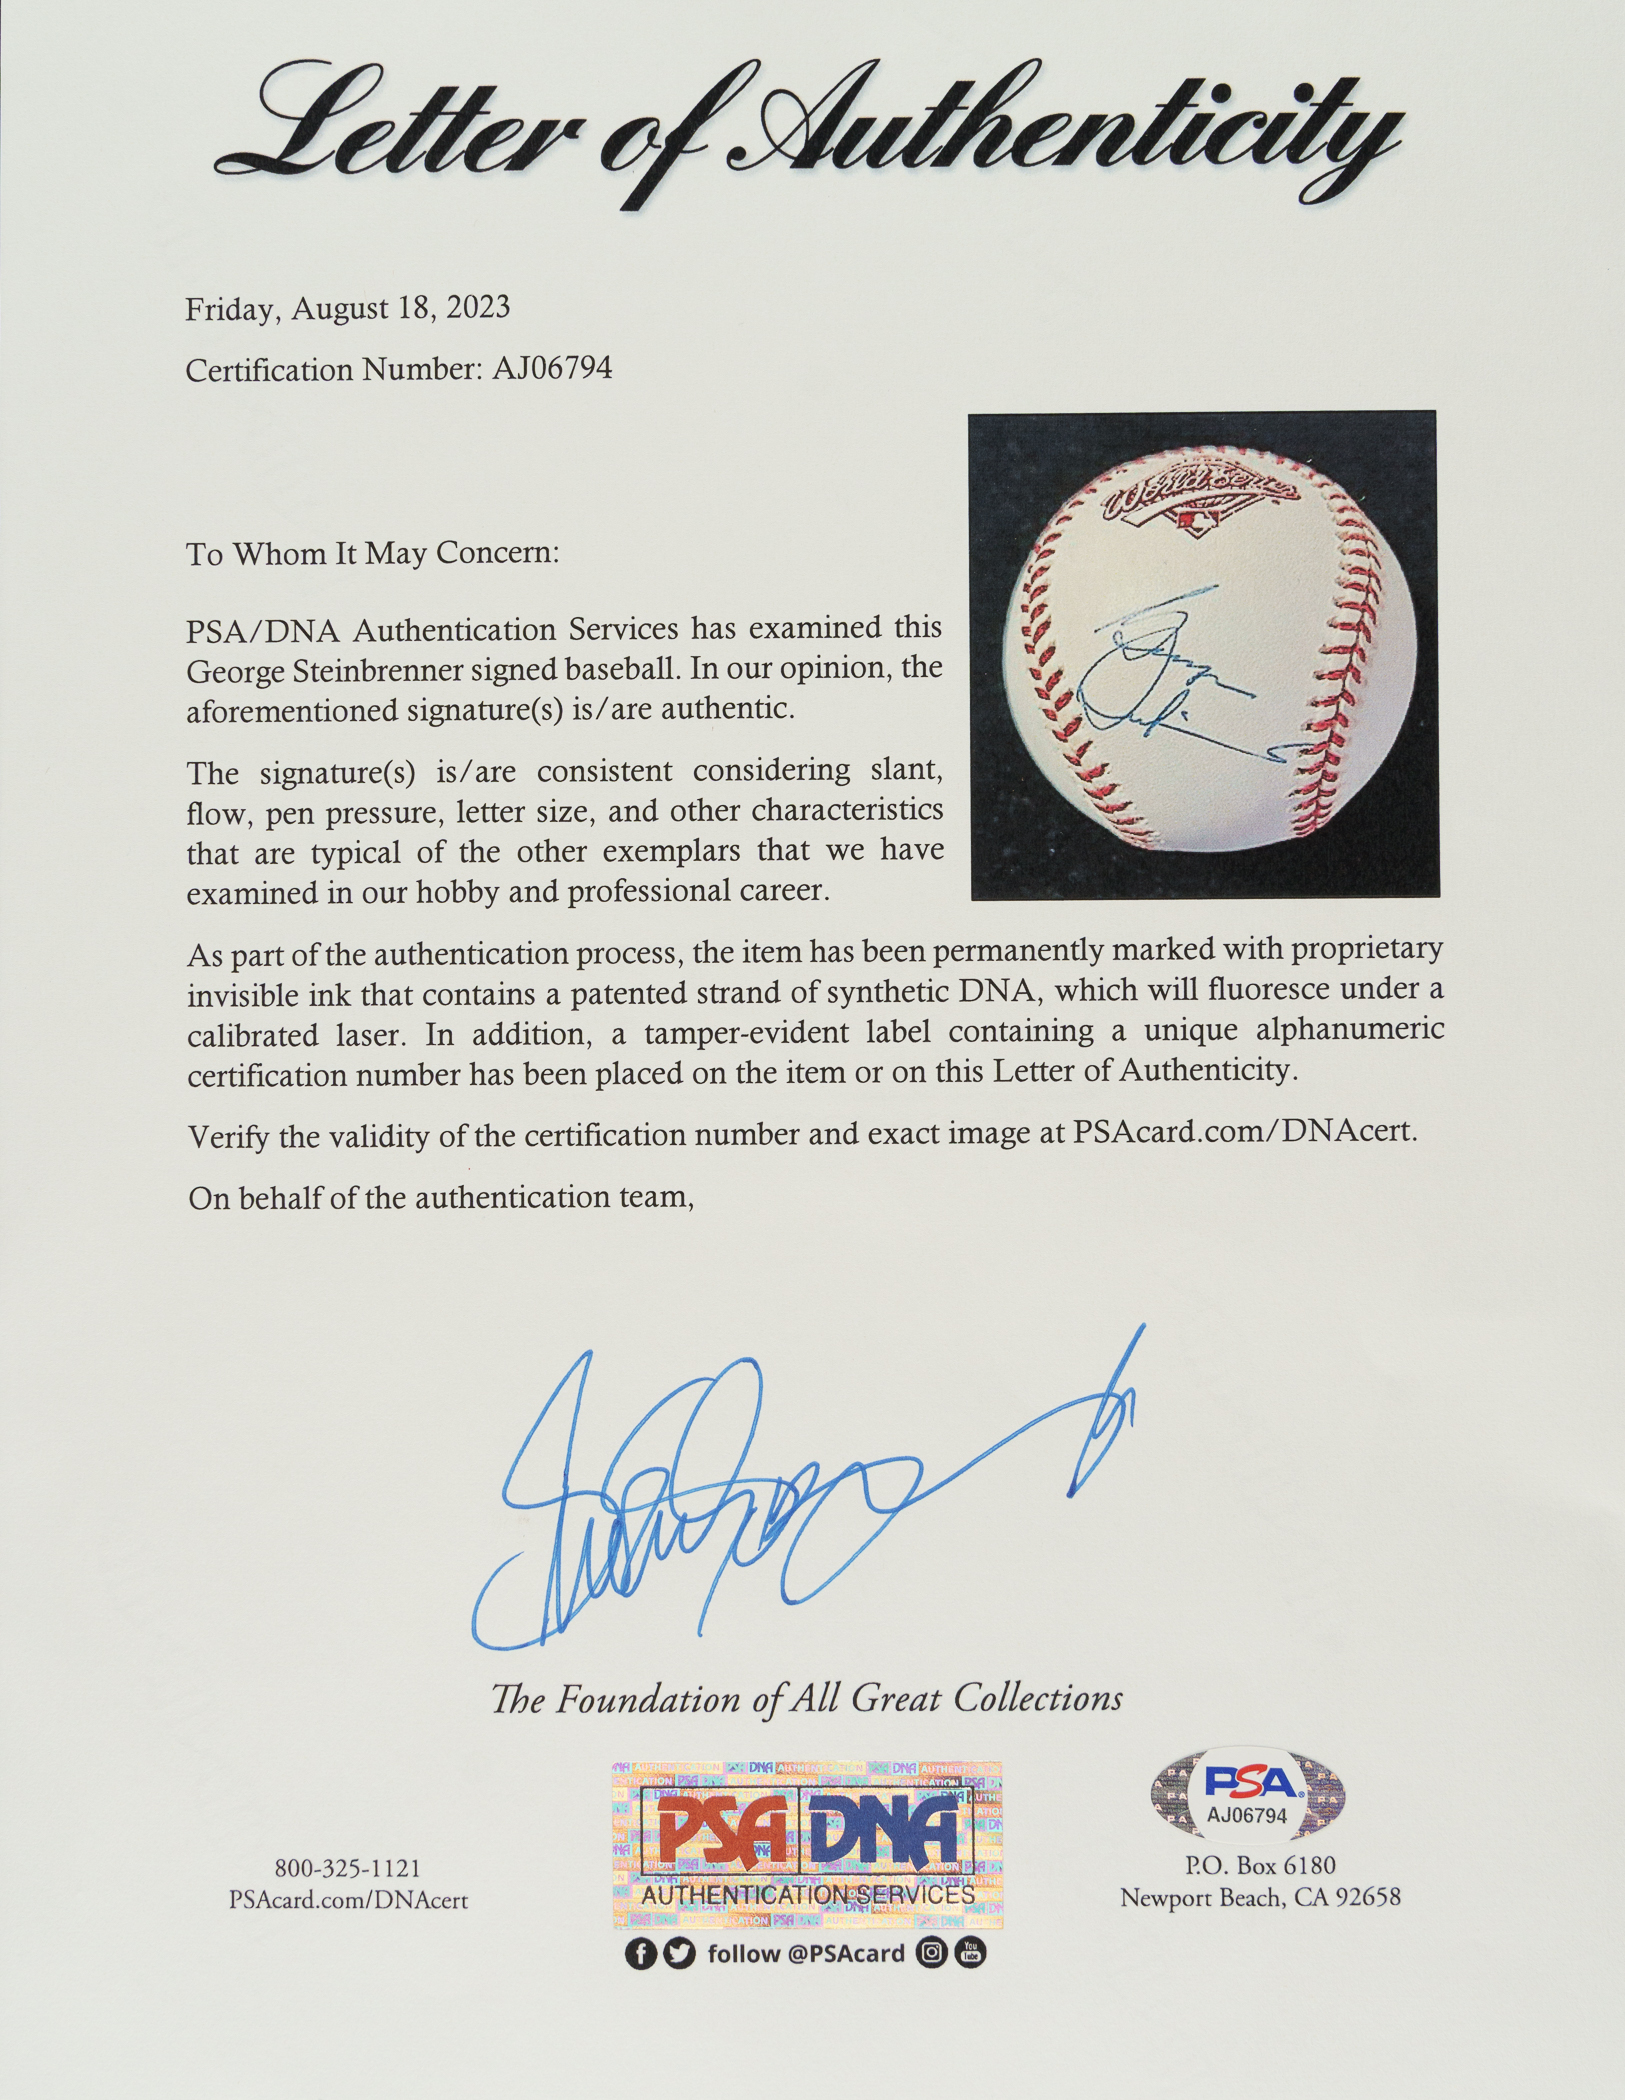 Letter of Authenticity
Friday, August 18, 2023
Certification Number: AJ06794
World Series
To Whom It May Concern:
PSA/DNA Authentication Services has examined this
George Steinbrenner signed baseball. In our opinion, the
aforementioned signature(s) is/are authentic.
The signature(s) is/are consistent considering slant,
flow, pen pressure, letter size, and other characteristics
that are typical of the other exemplars that we have
examined in our hobby and professional career.
As part of the authentication process, the item has been permanently marked with proprietary
invisible ink that contains a patented strand of synthetic DNA, which will fluoresce under a
calibrated laser. In addition, a tamper-evident label containing a unique alphanumeric
certification number has been placed on the item or on this Letter of Authenticity.
Verify the validity of the certification number and exact image at PSAcard.com/DNAcert.
On behalf of the authentication team,
The Foundation of All Great Collections
PSA DNA
AUTHENTICATION SERVICES
PSA®
AJ06794
800-325-1121
PSAcard.com/DNAcert
P.O. Box 6180
Newport Beach, CA 92658
follow @PSAcard
You
Tube